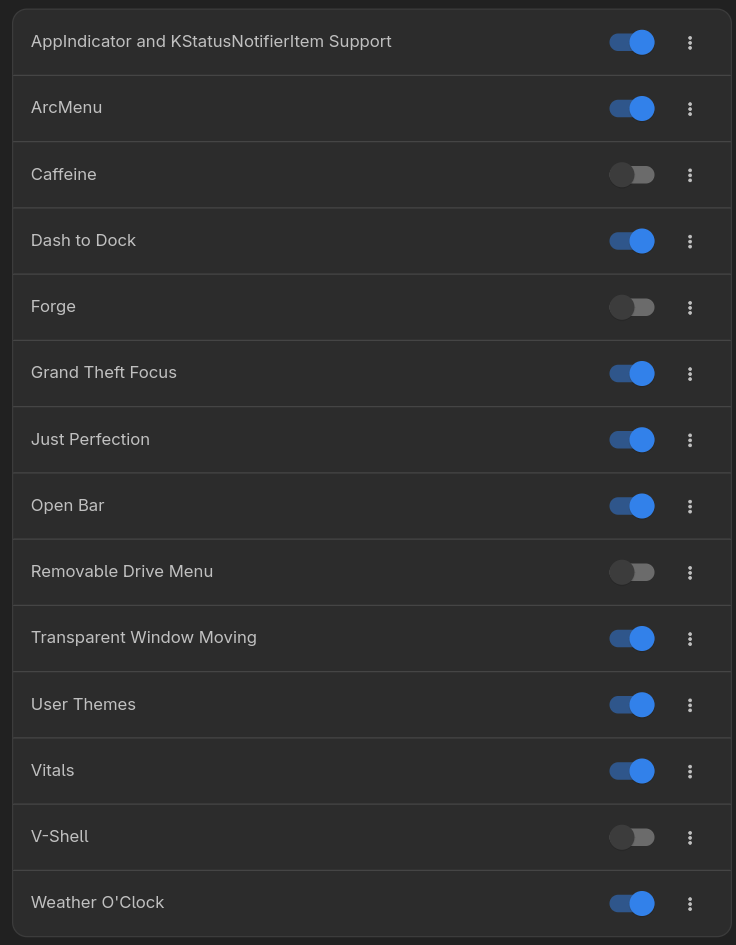 AppIndicator and KStatusNotifierItem Support
ArcMenu
Caffeine
Dash to Dock
Forge
Grand Theft Focus
Just Perfection
Open Bar
Removable Drive Menu
Transparent Window Moving
User Themes
Vitals
V-Shell
Weather O'Clock